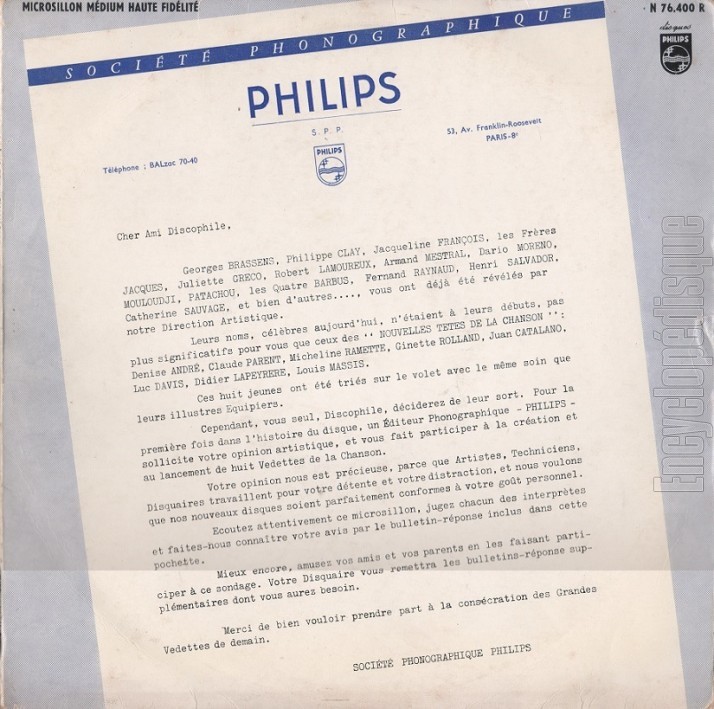 MICROSILLON MÉDIUM HAUTE FIDÉLITÉ
N 76.400 R
disques
PHILIPS
SOCIÉTÉ PHONOGRAPHIQUE
PHILIPS
S. P. P.
PHILIPS
Téléphone : BALzac 70-40
53, Av. Franklin-Roosevelt
PARIS-8e
Cher Ami Discophile,
Georges BRASSENS, Philippe CLAY, Jacqueline FRANÇOIS, les Frères
JACQUES, Juliette GRECO, Robert LAMOUREUX, Armand MESTRAL, Dario MORENO,
MOULOUDJI, PATACHOU, les Quatre BARBUS, Fernand RAYNAUD, Henri SALVADOR,
Catherine SAUVAGE, et bien d'autres...., vous ont déjà été révélés par
notre Direction Artistique.
Leurs noms, célèbres aujourd'hui, n'étaient à leurs débuts, pas
plus significatifs pour vous que ceux des '' NOUVELLES TETES DE LA CHANSON '':
Denise ANDRÉ, Claude PARENT, Micheline RAMETTE, Ginette ROLLAND, Juan CATALANO,
Luc DAVIS, Didier LAPEYRERE, Louis MASSIS.
Ces huit jeunes ont été triés sur le volet avec le même soin que
leurs illustres Equipiers.
Cependant, vous seul, Discophile, déciderez de leur sort. Pour la
première fois dans l'histoire du disque, un Éditeur Phonographique - PHILIPS -
sollicite votre opinion artistique, et vous fait participer à la création et
au lancement de huit Vedettes de la Chanson.
Votre opinion nous est précieuse, parce que Artistes, Techniciens,
Disquaires travaillent pour votre détente et votre distraction, et nous voulons
que nos nouveaux disques soient parfaitement conformes à votre goût personnel.
Ecoutez attentivement ce microsillon, jugez chacun des interprètes
et faites-nous connaître votre avis par le bulletin-réponse inclus dans cette
pochette.
Mieux encore, amusez vos amis et vos parents en les faisant parti-
ciper à ce sondage. Votre Disquaire vous remettra les bulletins-réponse sup-
plémentaires dont vous aurez besoin.
Merci de bien vouloir prendre part à la consécration des Grandes
Vedettes de demain.
SOCIÉTÉ PHONOGRAPHIQUE PHILIPS
Encyclopédisque